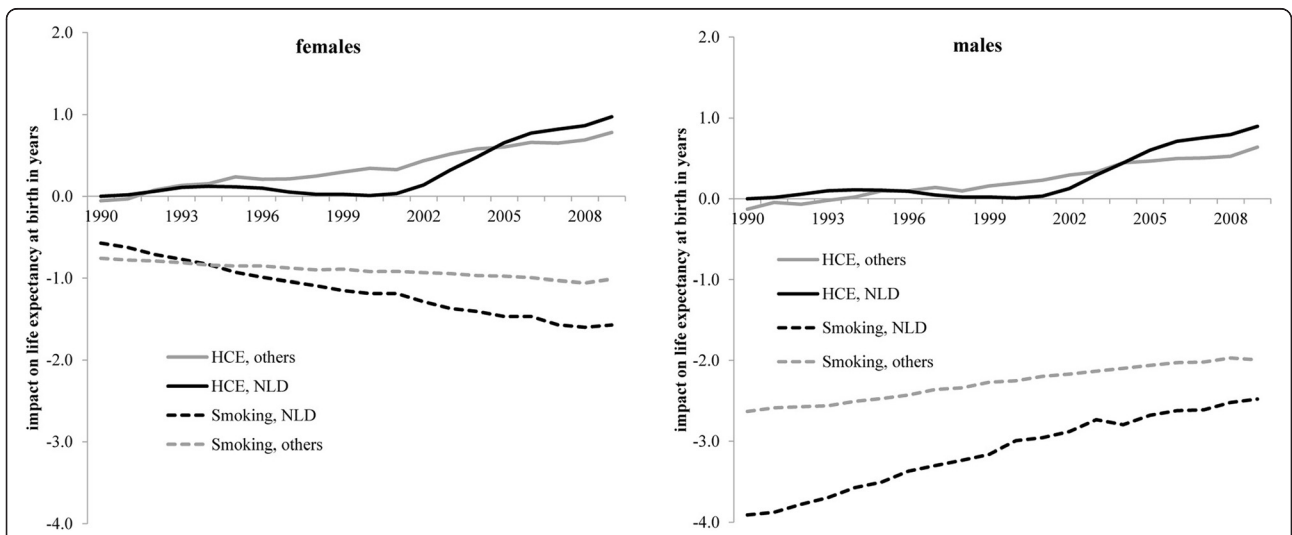 females
impact on life expectancy at birth in years
2.0
1.0
0.0
-1.0
-2.0
-3.0
-4.0
1990 1993 1996 1999 2002 2005 2008
HCE, others
HCE, NLD
Smoking, NLD
Smoking, others
males
impact on life expectancy at birth in years
2.0
1.0
0.0
-1.0
-2.0
-3.0
-4.0
1990 1993 1996 1999 2002 2005 2008
HCE, others
HCE, NLD
Smoking, NLD
Smoking, others